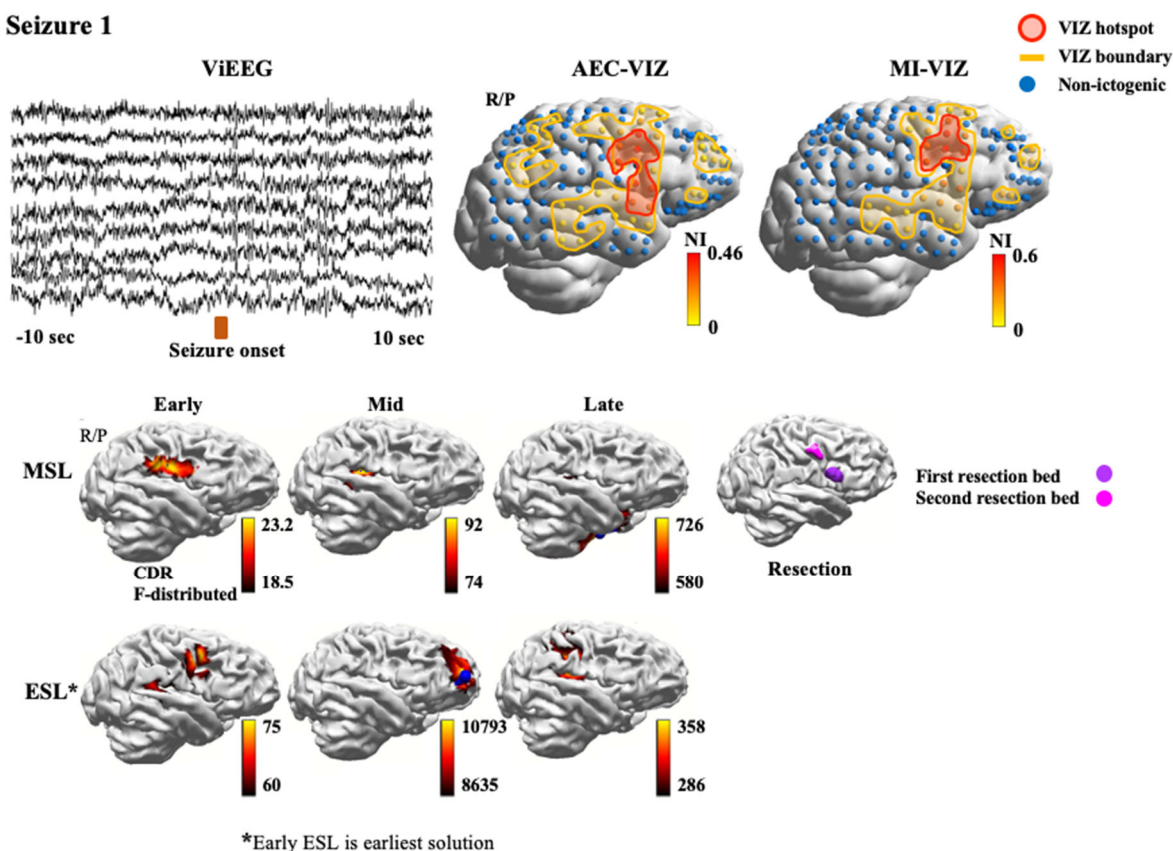 Seizure 1
VIZ hotspot
VIZ boundary
Non-ictogenic
ViEEG
AEC-VIZ
MI-VIZ
R/P
NI
0.46
0
NI
0.6
0
-10 sec
10 sec
Seizure onset
Early
Mid
Late
R/P
MSL
23.2
18.5
92
74
726
580
CDR
F-distributed
First resection bed
Second resection bed
Resection
ESL*
75
60
10793
8635
358
286
*Early ESL is earliest solution